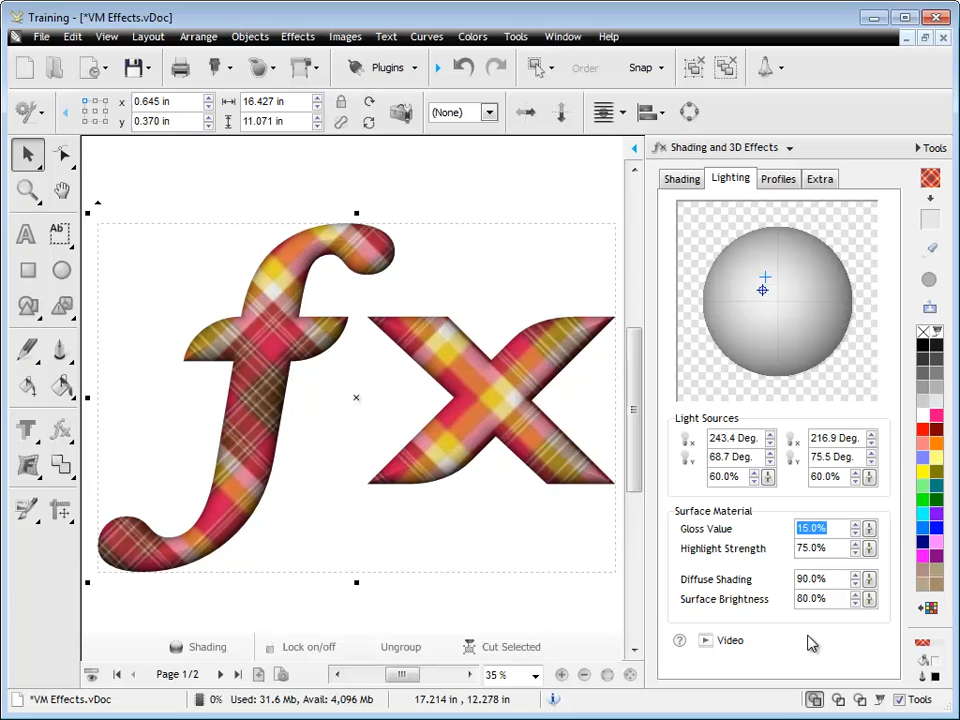 Training - [*VM Effects.vDoc]
File Edit View Layout Arrange Objects Effects Images Text Curves Colors Tools Window Help
Plugins Order Snap
x 0.645 in 16.427 in (None)
y 0.370 in 11.071 in
fx Shading and 3D Effects Tools
Shading Lighting Profiles Extra
fx
Light Sources
X 243.4 Deg. X 216.9 Deg.
Y 68.7 Deg. Y 75.5 Deg.
60.0% 60.0%
Surface Material
Gloss Value 15.0%
Highlight Strength 75.0%
Diffuse Shading 90.0%
Surface Brightness 80.0%
? Video
Shading Lock on/off Ungroup Cut Selected
Page 1/2 35 %
*VM Effects.vDoc 0% Used: 31.6 Mb, Avail: 4,096 Mb 17.214 in , 12.278 in Tools